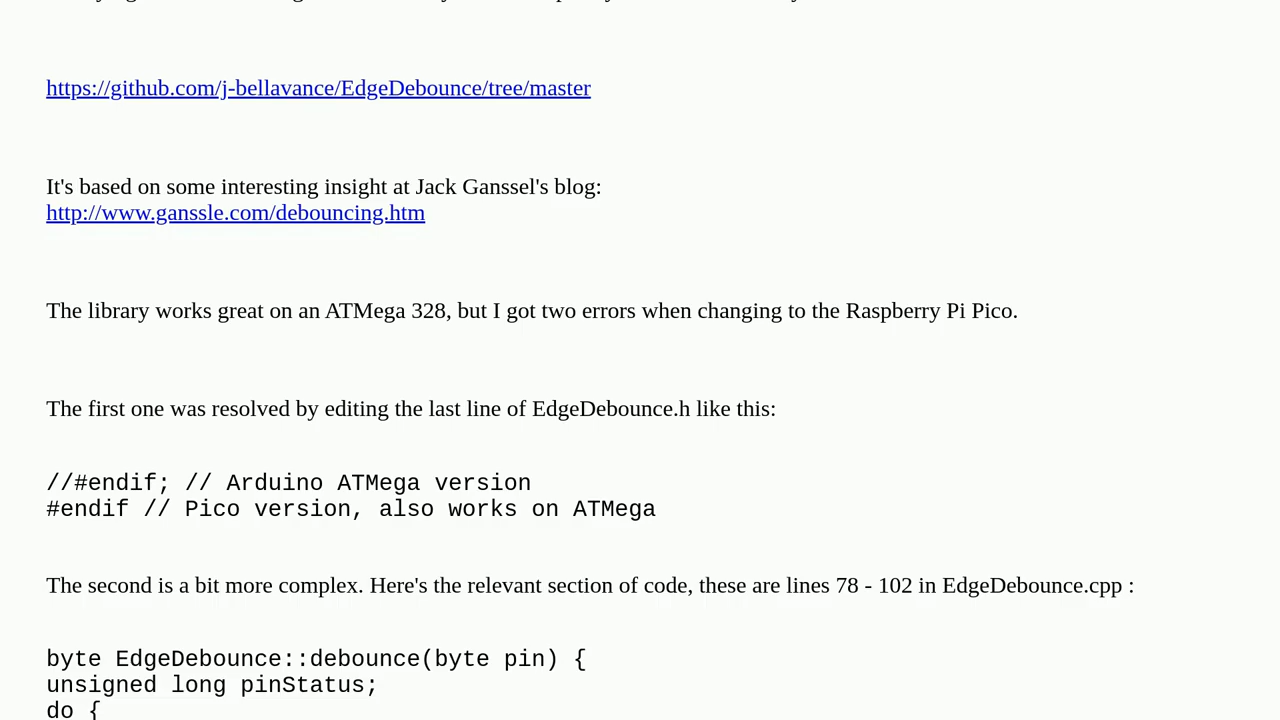 https://github.com/j-bellavance/EdgeDebounce/tree/master
It's based on some interesting insight at Jack Ganssel's blog:
http://www.ganssle.com/debouncing.htm
The library works great on an ATMega 328, but I got two errors when changing to the Raspberry Pi Pico.
The first one was resolved by editing the last line of EdgeDebounce.h like this:
//#endif; // Arduino ATMega version
#endif // Pico version, also works on ATMega
The second is a bit more complex. Here's the relevant section of code, these are lines 78 - 102 in EdgeDebounce.cpp :
byte EdgeDebounce::debounce(byte pin) {
unsigned long pinStatus;
do {